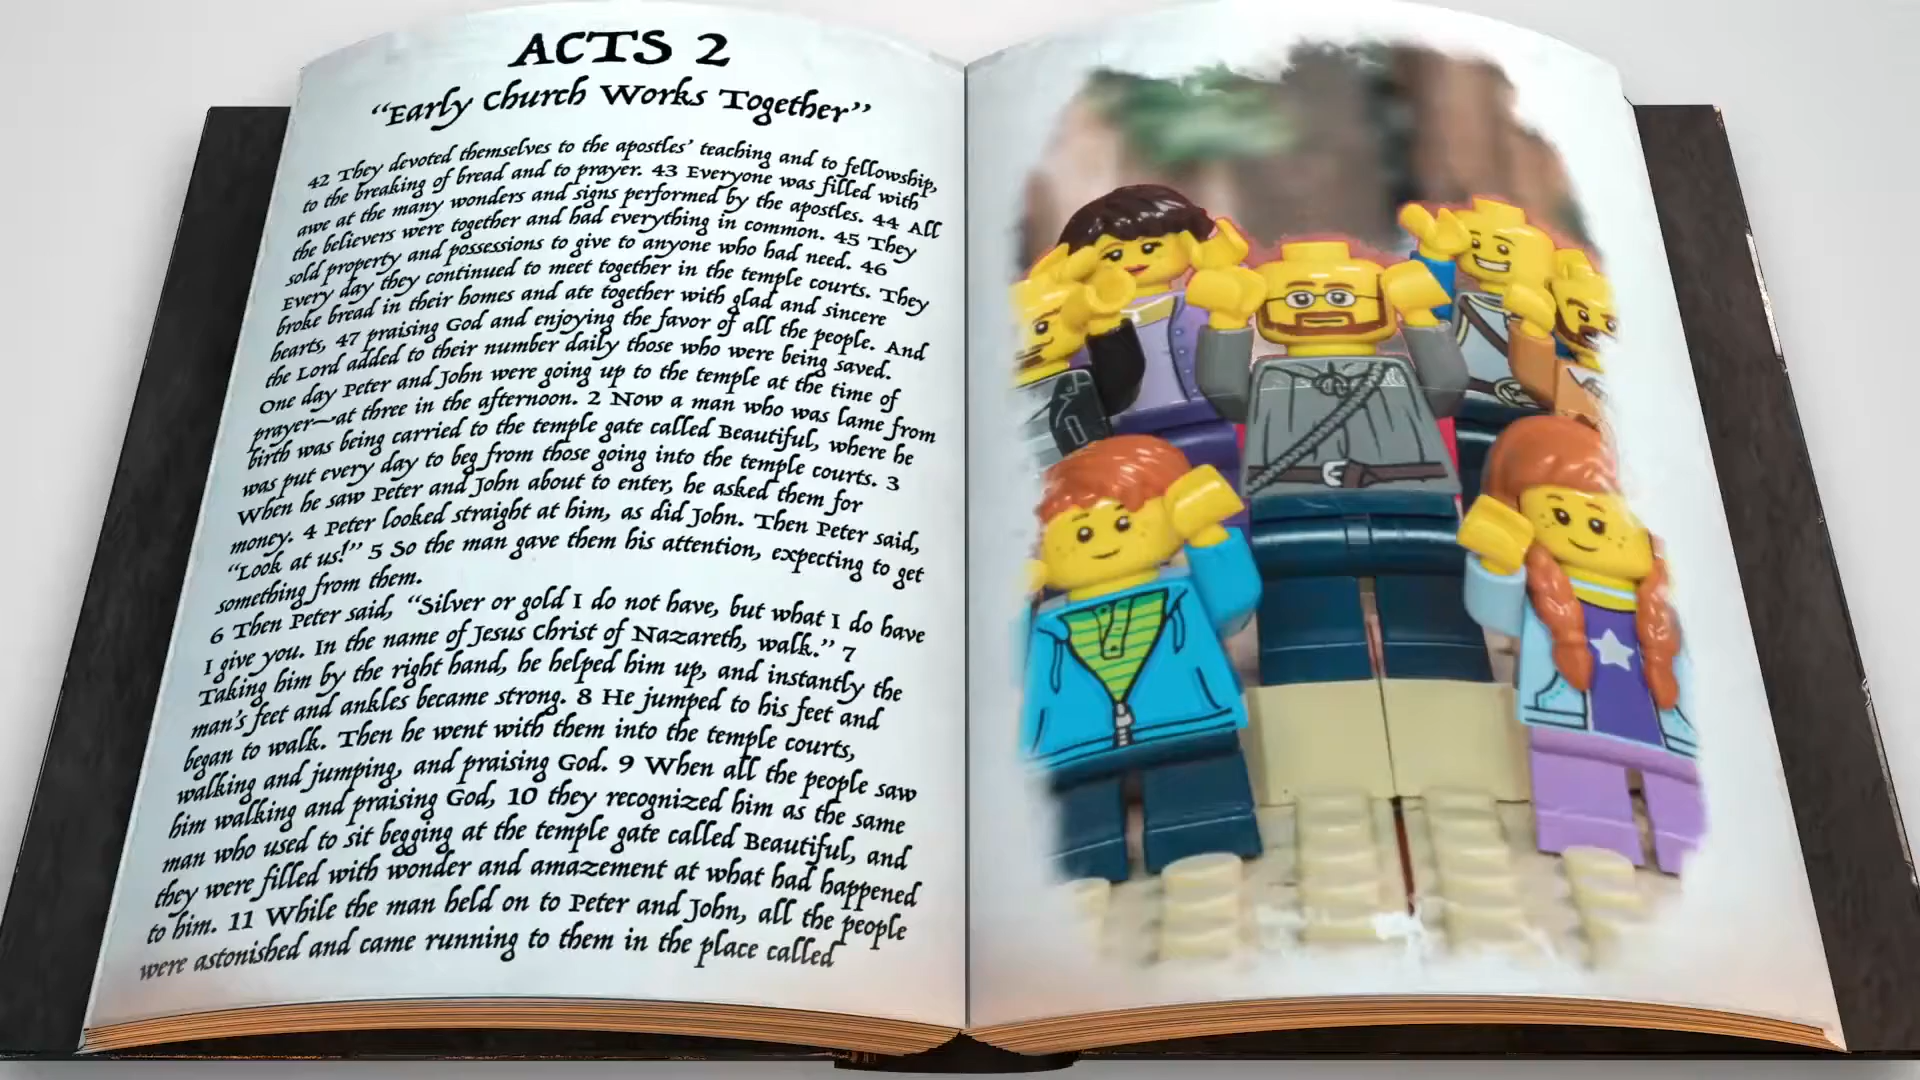 ACTS 2
“Early Church Works Together”
42 They devoted themselves to the apostles’ teaching and to fellowship,
to the breaking of bread and to prayer. 43 Everyone was filled with
awe at the many wonders and signs performed by the apostles. 44 All
the believers were together and had everything in common. 45 They
sold property and possessions to give to anyone who had need. 46
Every day they continued to meet together in the temple courts. They
broke bread in their homes and ate together with glad and sincere
hearts, 47 praising God and enjoying the favor of all the people. And
the Lord added to their number daily those who were being saved.
One day Peter and John were going up to the temple at the time of
prayer—at three in the afternoon. 2 Now a man who was lame from
birth was being carried to the temple gate called Beautiful, where he
was put every day to beg from those going into the temple courts. 3
When he saw Peter and John about to enter, he asked them for
money. 4 Peter looked straight at him, as did John. Then Peter said,
“Look at us!” 5 So the man gave them his attention, expecting to get
something from them.
6 Then Peter said, “Silver or gold I do not have, but what I do have
I give you. In the name of Jesus Christ of Nazareth, walk.” 7
Taking him by the right hand, he helped him up, and instantly the
man’s feet and ankles became strong. 8 He jumped to his feet and
began to walk. Then he went with them into the temple courts,
walking and jumping, and praising God. 9 When all the people saw
him walking and praising God, 10 they recognized him as the same
man who used to sit begging at the temple gate called Beautiful, and
they were filled with wonder and amazement at what had happened
to him. 11 While the man held on to Peter and John, all the people
were astonished and came running to them in the place called